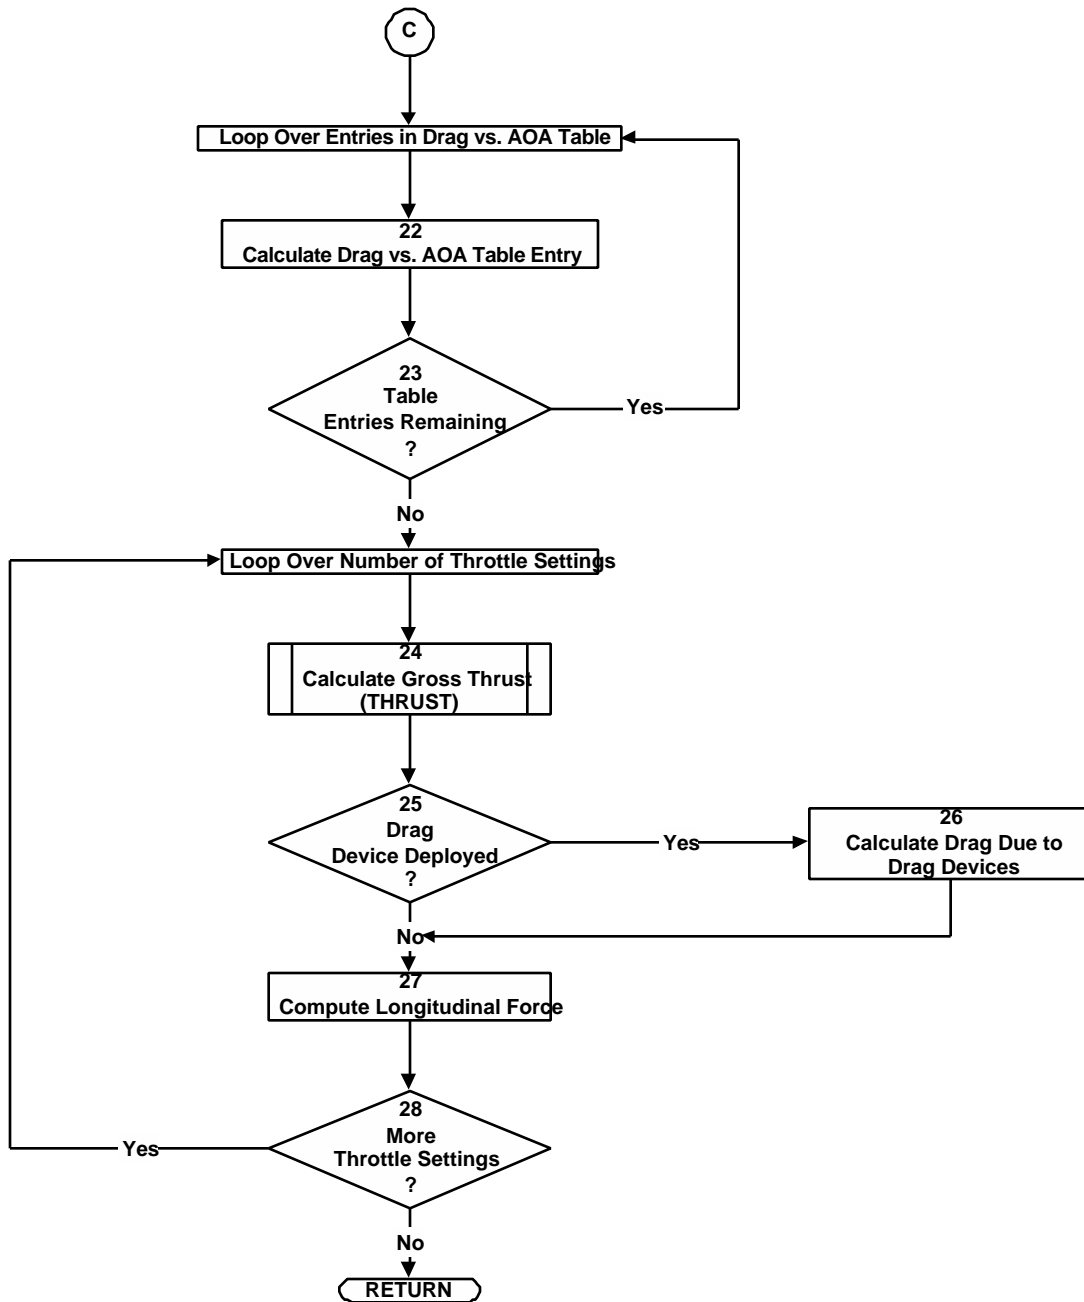 C
Loop Over Entries in Drag vs. AOA Table
22
Calculate Drag vs. AOA Table Entry
23
Table
Entries Remaining
?
Yes
No
Loop Over Number of Throttle Settings
24
Calculate Gross Thrust
(THRUST)
25
Drag
Device Deployed
?
Yes
26
Calculate Drag Due to
Drag Devices
No
27
Compute Longitudinal Force
28
More
Throttle Settings
?
Yes
No
RETURN